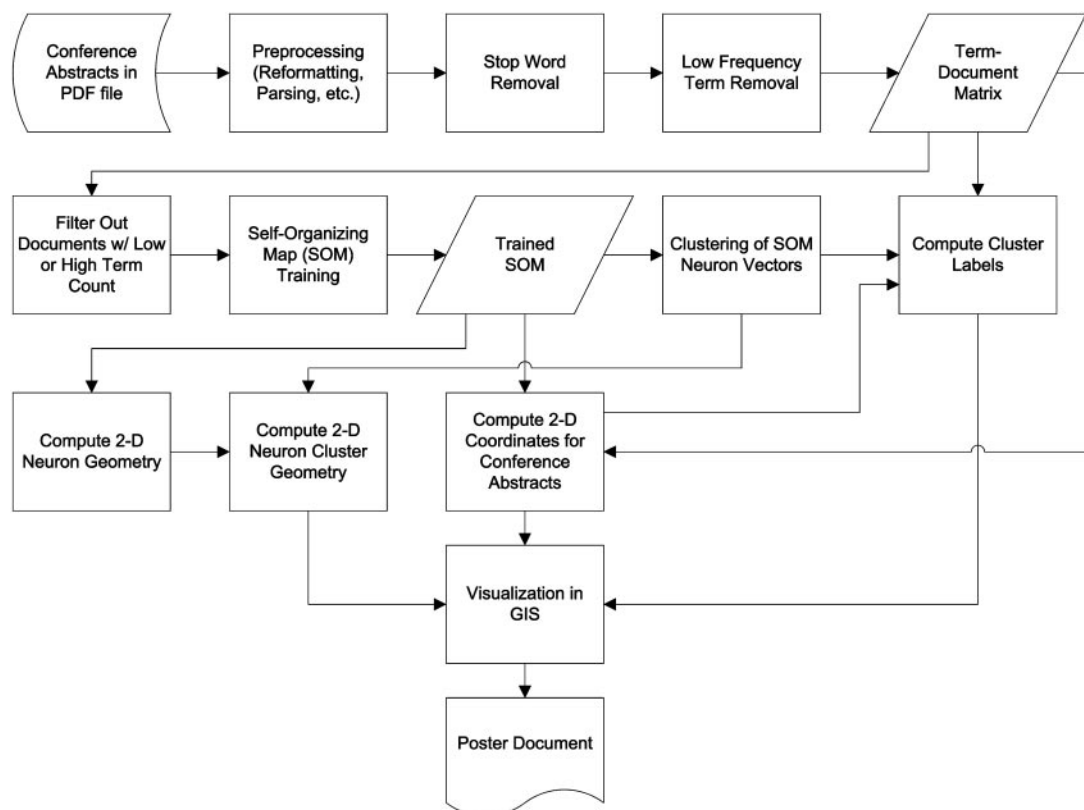 Conference
Abstracts in
PDF file
Preprocessing
(Reformatting,
Parsing, etc.)
Stop Word
Removal
Low Frequency
Term Removal
Term-
Document
Matrix
Filter Out
Documents w/ Low
or High Term
Count
Self-Organizing
Map (SOM)
Training
Trained
SOM
Clustering of SOM
Neuron Vectors
Compute Cluster
Labels
Compute 2-D
Neuron Geometry
Compute 2-D
Neuron Cluster
Geometry
Compute 2-D
Coordinates for
Conference
Abstracts
Visualization in
GIS
Poster Document